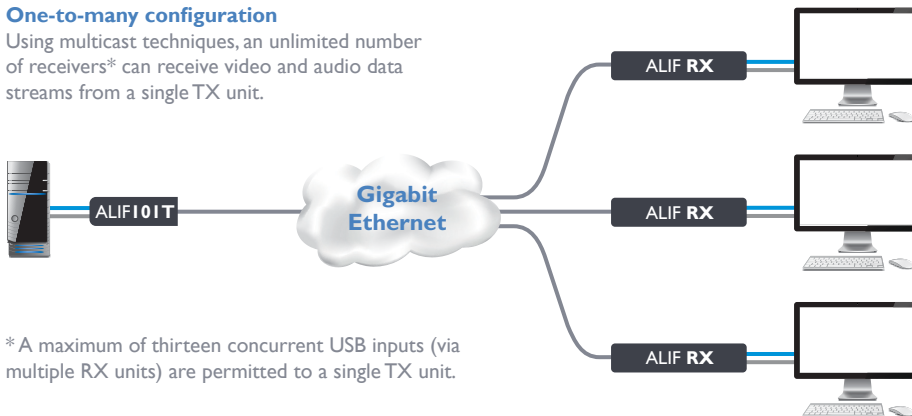 One-to-many configuration
Using multicast techniques, an unlimited number
of receivers* can receive video and audio data
streams from a single TX unit.
ALIF RX
ALIF101T
Gigabit
Ethernet
ALIF RX
ALIF RX
* A maximum of thirteen concurrent USB inputs (via
multiple RX units) are permitted to a single TX unit.